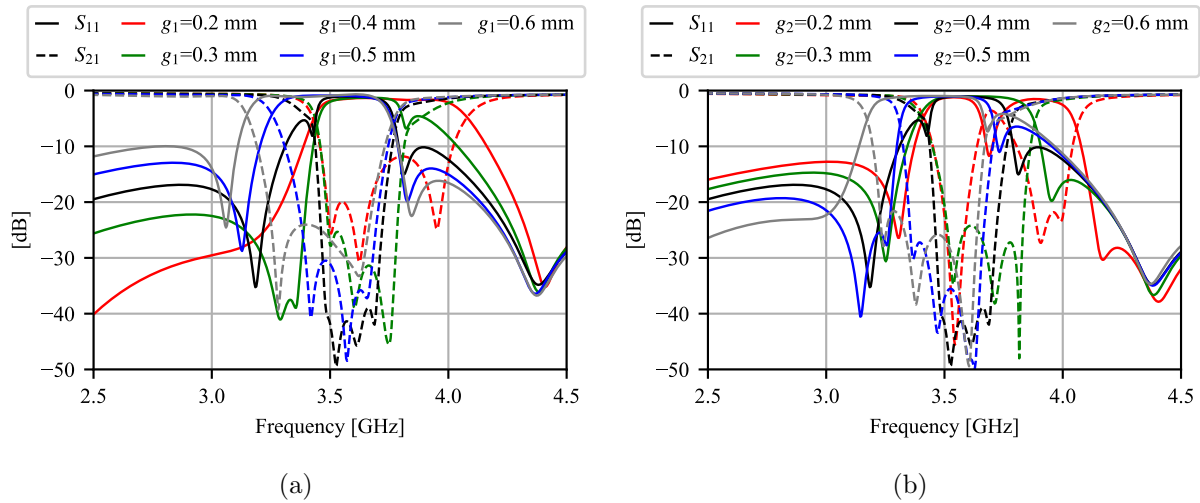 S11 g1=0.2 mm g1=0.4 mm g1=0.6 mm
S21 g1=0.3 mm g1=0.5 mm
S11 g2=0.2 mm g2=0.4 mm g2=0.6 mm
S21 g2=0.3 mm g2=0.5 mm
0
−10
−20
−30
−40
−50
[dB]
2.5 3.0 3.5 4.0 4.5
Frequency [GHz]
(a)
0
−10
−20
−30
−40
−50
[dB]
2.5 3.0 3.5 4.0 4.5
Frequency [GHz]
(b)